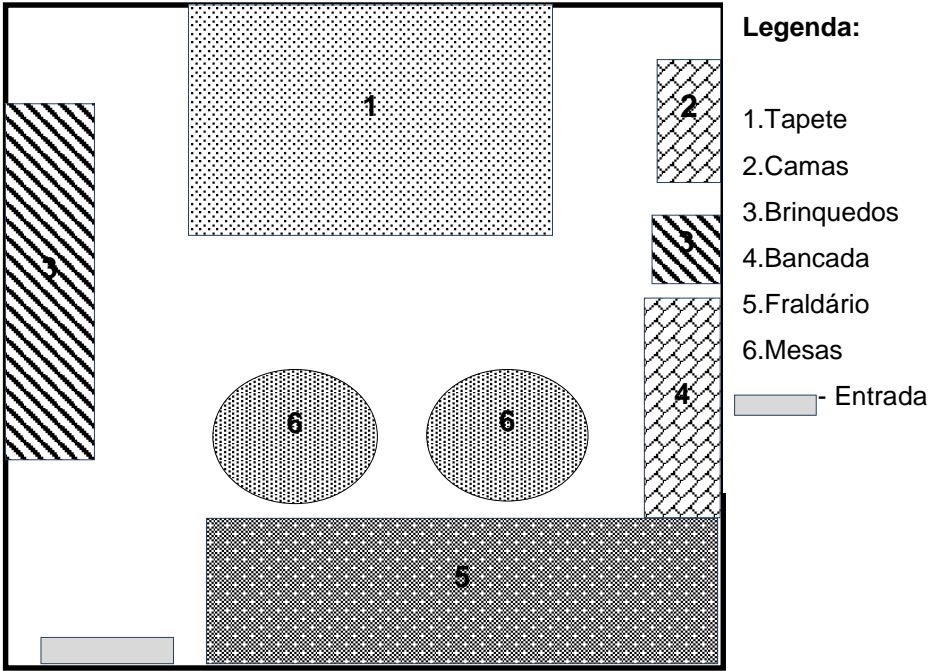 1
2
3
3
4
6
6
5
Legenda:
1.Tapete
2.Camas
3.Brinquedos
4.Bancada
5.Fraldário
6.Mesas
- Entrada